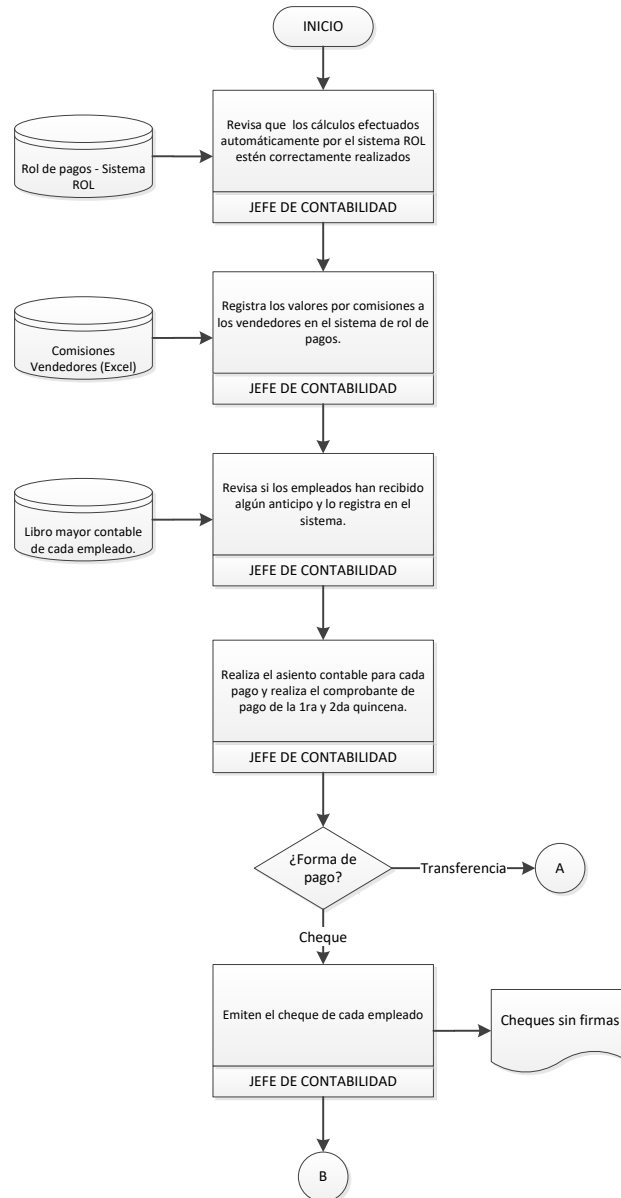 INICIO
Revisa que los cálculos efectuados
automáticamente por el sistema ROL
estén correctamente realizados
JEFE DE CONTABILIDAD
Rol de pagos - Sistema
ROL
Registra los valores por comisiones a
los vendedores en el sistema de rol de
pagos.
JEFE DE CONTABILIDAD
Comisiones
Vendedores (Excel)
Revisa si los empleados han recibido
algún anticipo y lo registra en el
sistema.
JEFE DE CONTABILIDAD
Libro mayor contable
de cada empleado.
Realiza el asiento contable para cada
pago y realiza el comprobante de
pago de la 1ra y 2da quincena.
JEFE DE CONTABILIDAD
¿Forma de
pago?
Transferencia
A
Cheque
Emiten el cheque de cada empleado
JEFE DE CONTABILIDAD
Cheques sin firmas
B